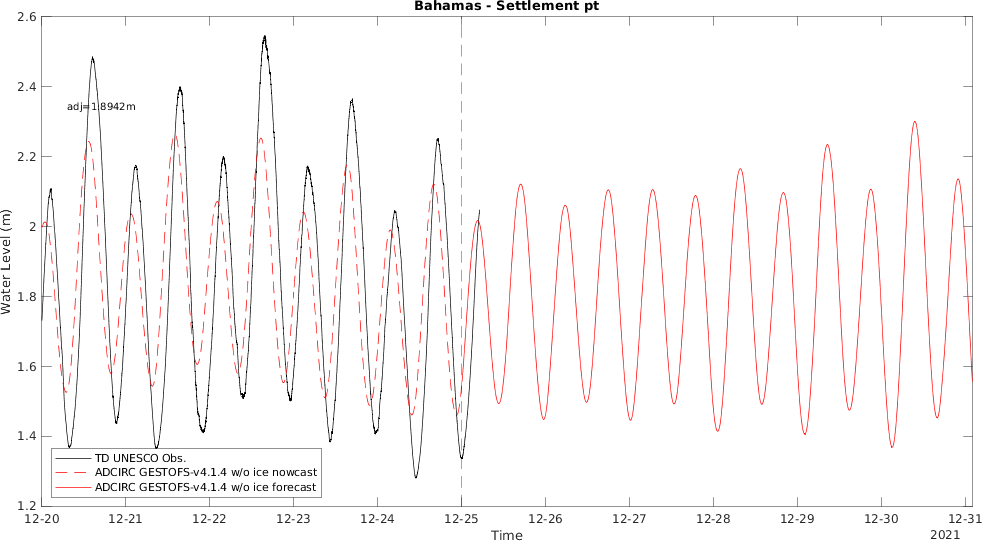 Bahamas - Settlement pt
2.6
2.4
adj=1.8942m
2.2
2
Water Level (m)
1.8
1.6
1.4
TD UNESCO Obs.
ADCIRC GESTOFS-v4.1.4 w/o ice nowcast
ADCIRC GESTOFS-v4.1.4 w/o ice forecast
1.2
12-20 12-21 12-22 12-23 12-24 12-25 12-26 12-27 12-28 12-29 12-30 12-31
Time
2021